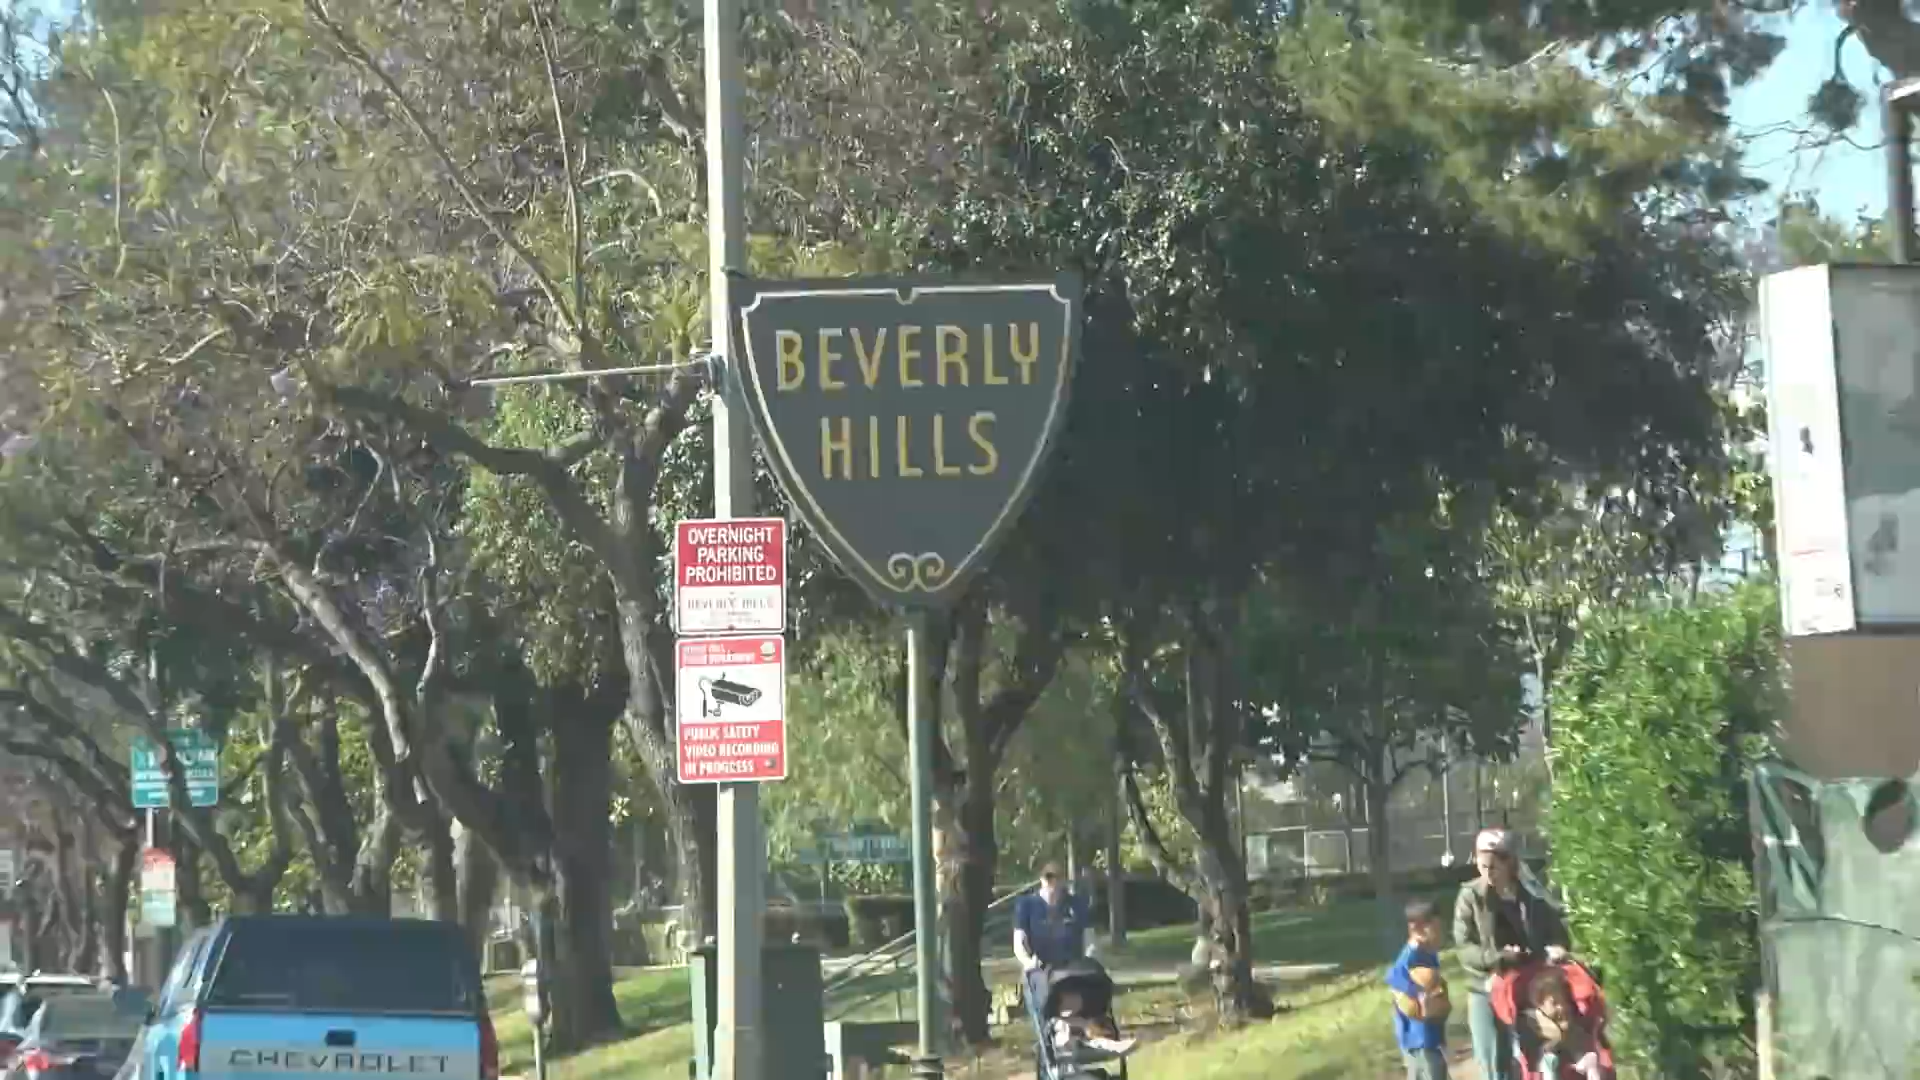 BEVERLY
HILLS
OVERNIGHT
PARKING
PROHIBITED
BEVERLY HILLS
PUBLIC SAFETY
VIDEO RECORDING
IN PROGRESS
CHEVROLET